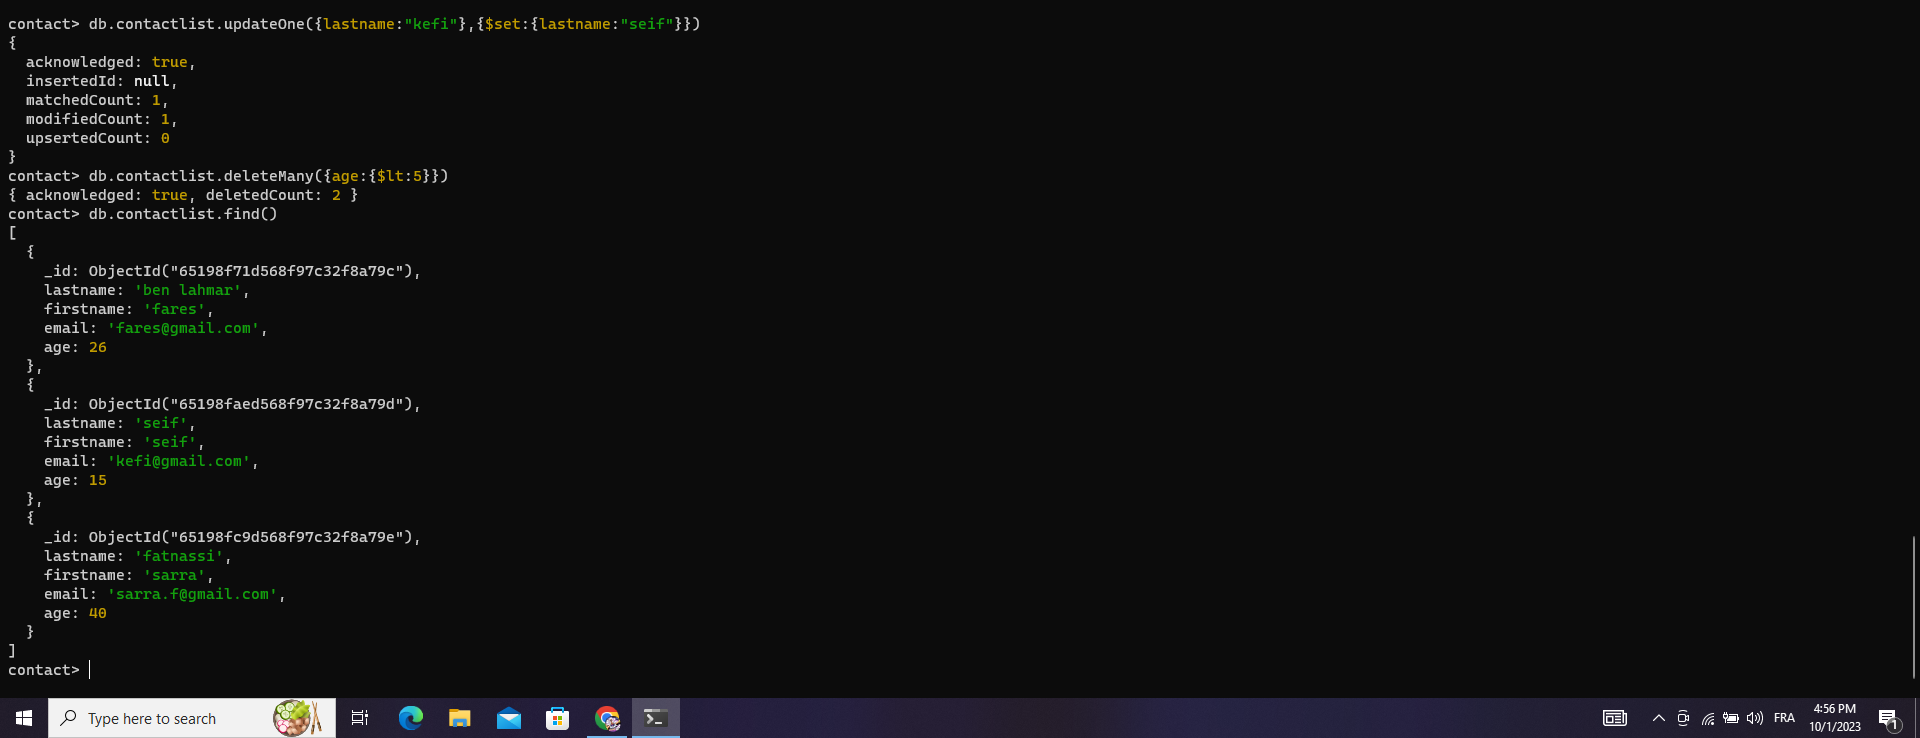 contact> db.contactlist.updateOne({lastname:"kefi"},{$set:{lastname:"seif"}})
{
  acknowledged: true,
  insertedId: null,
  matchedCount: 1,
  modifiedCount: 1,
  upsertedCount: 0
}
contact> db.contactlist.deleteMany({age:{$lt:5}})
{ acknowledged: true, deletedCount: 2 }
contact> db.contactlist.find()
[
  {
    _id: ObjectId("65198f71d568f97c32f8a79c"),
    lastname: 'ben lahmar',
    firstname: 'fares',
    email: 'fares@gmail.com',
    age: 26
  },
  {
    _id: ObjectId("65198faed568f97c32f8a79d"),
    lastname: 'seif',
    firstname: 'seif',
    email: 'kefi@gmail.com',
    age: 15
  },
  {
    _id: ObjectId("65198fc9d568f97c32f8a79e"),
    lastname: 'fatnassi',
    firstname: 'sarra',
    email: 'sarra.f@gmail.com',
    age: 40
  }
]
contact>
Type here to search
FRA
4:56 PM
10/1/2023
1